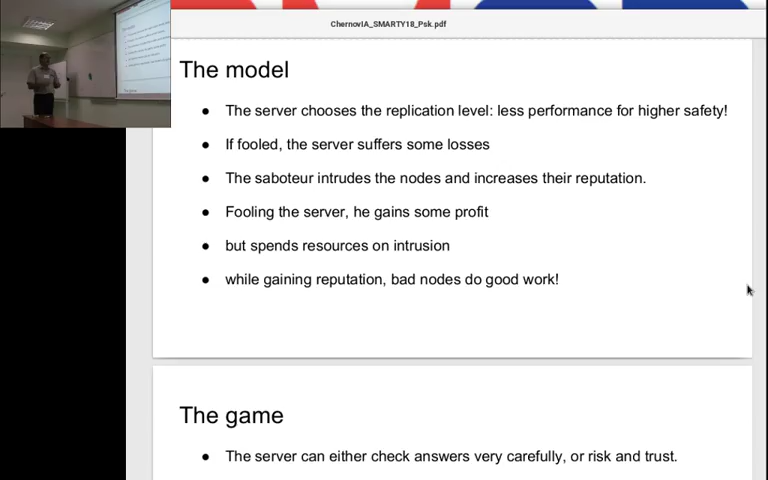 ChernovIA_SMARTY18_Psk.pdf
The model
● The server chooses the replication level: less performance for higher safety!
● If fooled, the server suffers some losses
● The saboteur intrudes the nodes and increases their reputation.
● Fooling the server, he gains some profit
● but spends resources on intrusion
● while gaining reputation, bad nodes do good work!
The game
● The server can either check answers very carefully, or risk and trust.